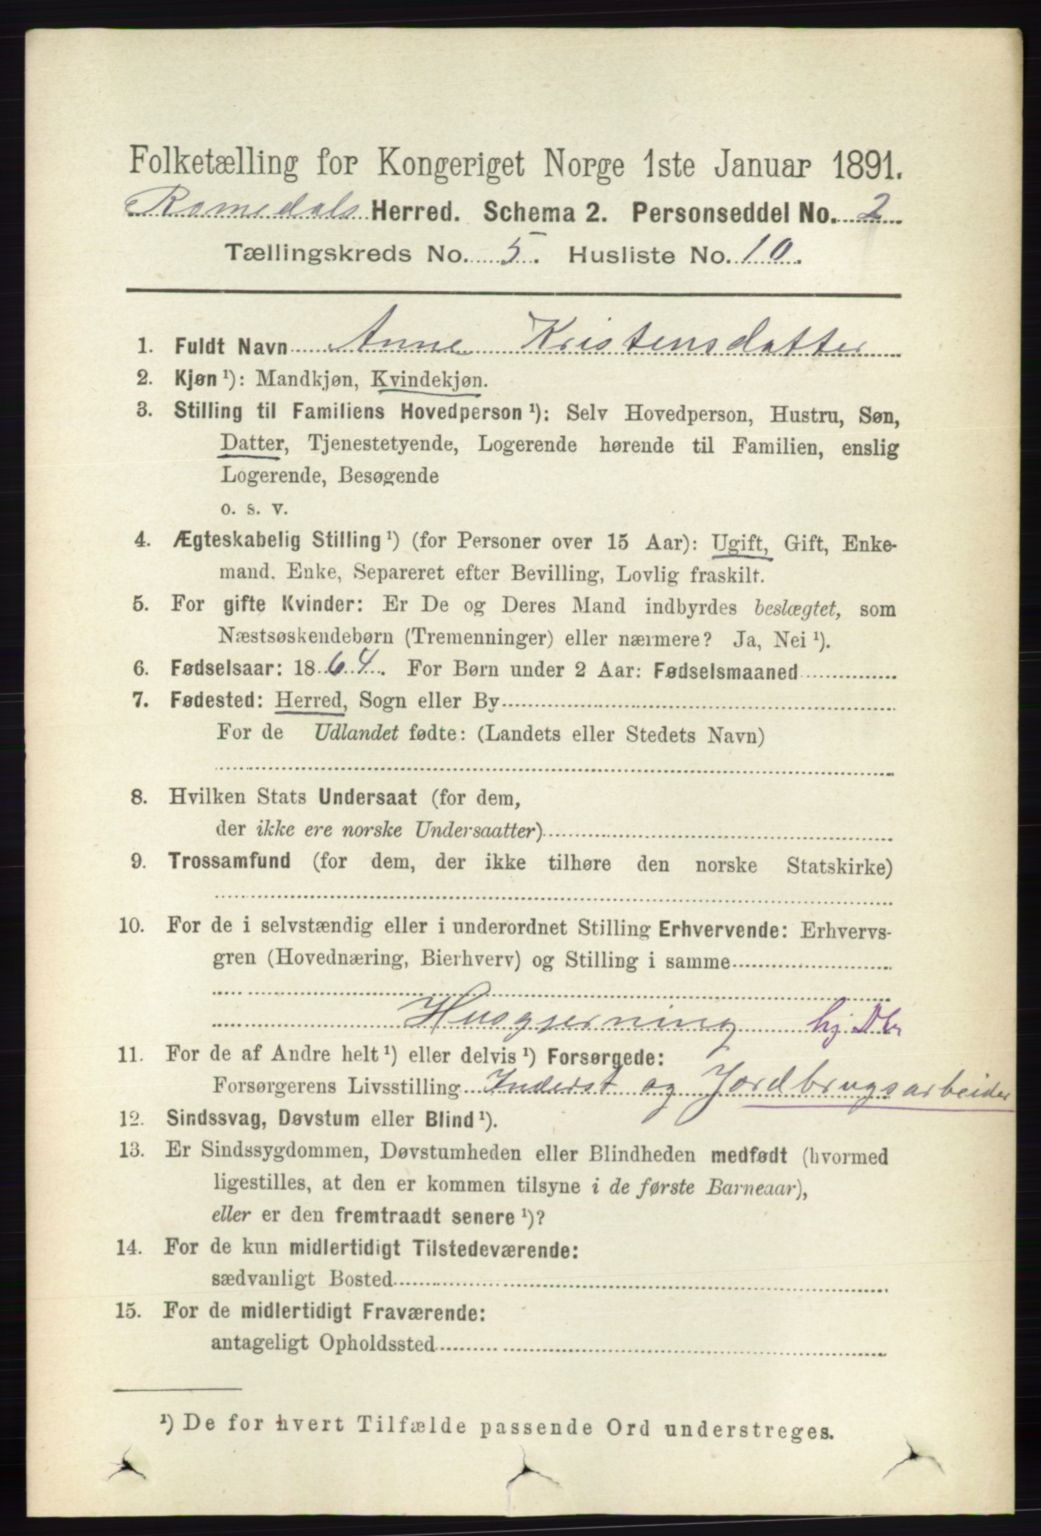 Folketælling for Kongeriget Norge 1ste Januar 1891.
Romedals Herred. Schema 2. Personseddel No. 2
Tællingskreds No. 5. Husliste No. 10.
1. Fuldt Navn Anne Kristensdatter
2. Kjøn ¹): Mandkjøn, Kvindekjøn.
3. Stilling til Familiens Hovedperson ¹): Selv Hovedperson, Hustru, Søn,
Datter, Tjenestetyende, Logerende hørende til Familien, enslig
Logerende, Besøgende
o. s. v.
4. Ægteskabelig Stilling ¹) (for Personer over 15 Aar): Ugift, Gift, Enke-
mand, Enke, Separeret efter Bevilling, Lovlig fraskilt.
5. For gifte Kvinder: Er De og Deres Mand indbyrdes beslægtet, som
Næstsøskendebørn (Tremenninger) eller nærmere? Ja, Nei ¹).
6. Fødselsaar: 1864. For Børn under 2 Aar: Fødselsmaaned
7. Fødested: Herred, Sogn eller By
For de Udlandet fødte: (Landets eller Stedets Navn)
8. Hvilken Stats Undersaat (for dem,
der ikke ere norske Undersaatter)
9. Trossamfund (for dem, der ikke tilhøre den norske Statskirke)
10. For de i selvstændig eller i underordnet Stilling Erhvervende: Erhvervs-
gren (Hovednæring, Bierhverv) og Stilling i samme
Husgjerning hj. Dtr
11. For de af Andre helt ¹) eller delvis ¹) Forsørgede:
Forsørgerens Livsstilling Inderst og Jordbrugsarbeider
12. Sindssvag, Døvstum eller Blind ¹).
13. Er Sindssygdommen, Døvstumheden eller Blindheden medfødt (hvormed
ligestilles, at den er kommen tilsyne i de første Barneaar),
eller er den fremtraadt senere ¹)?
14. For de kun midlertidigt Tilstedeværende:
sædvanligt Bosted
15. For de midlertidigt Fraværende:
antageligt Opholdssted
¹) De for hvert Tilfælde passende Ord understreges.